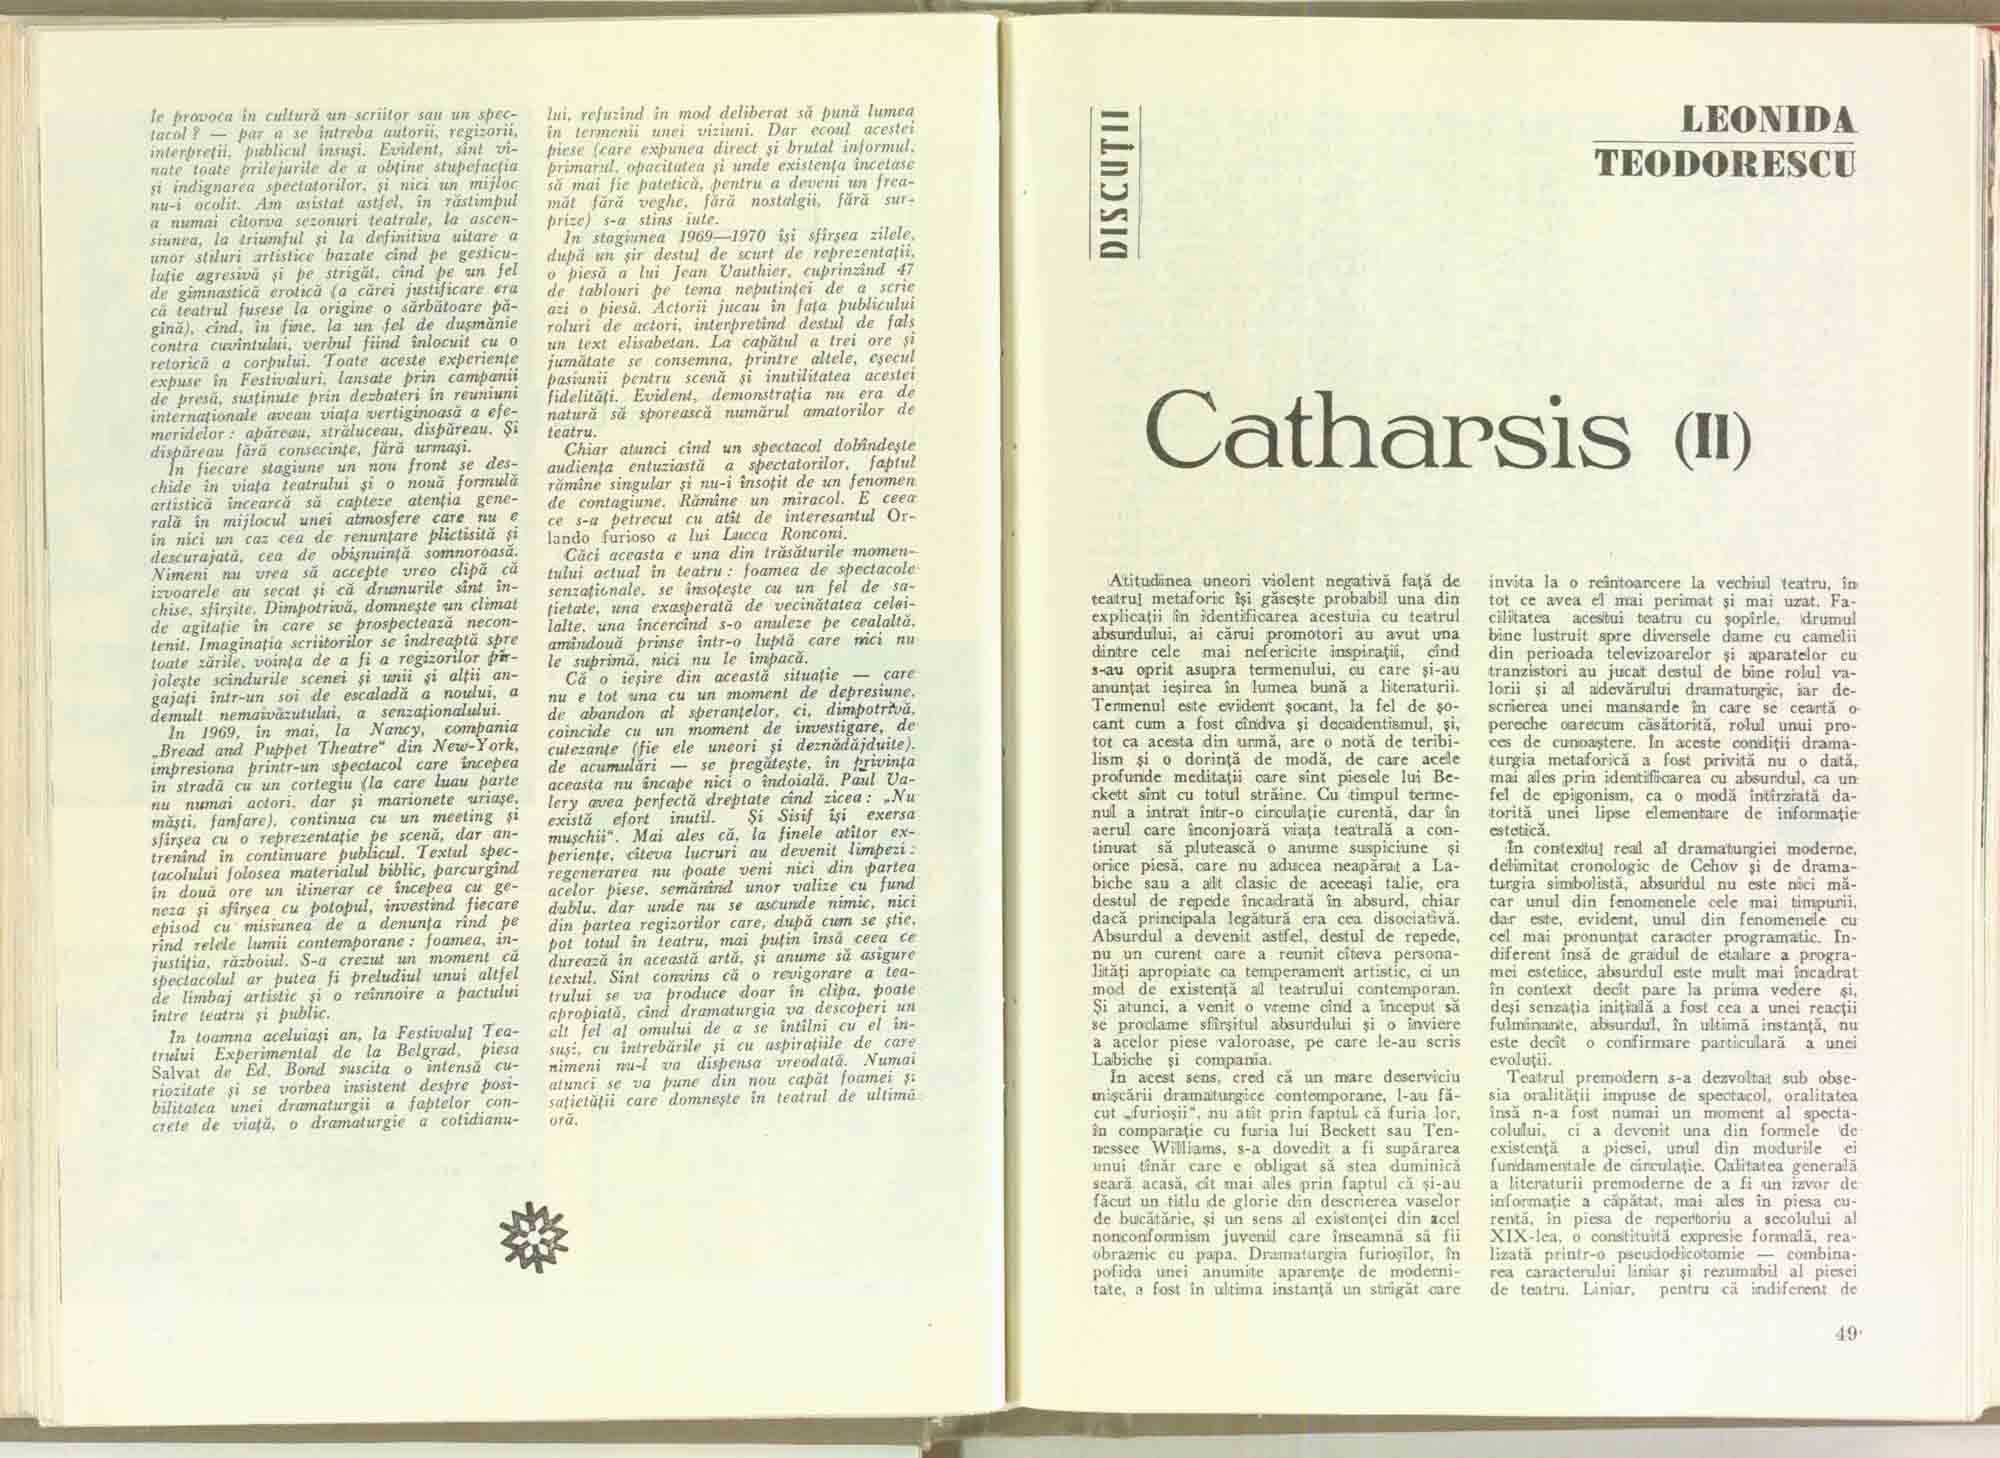 le provoca în cultură un scriitor sau un spec-
tacol ? — par a se întreba autorii, regizorii,
interpreții, publicul însuși. Evident, sînt vî-
nate toate prilejurile de a obține stupefacția
și indignarea spectatorilor, și nici un mijloc
nu-i ocolit. Am asistat astfel, în răstimpul
a numai cîtorva sezonuri teatrale, la ascen-
siunea, la triumful și la definitiva uitare a
unor stiluri artistice bazate cînd pe gesticu-
lație agresivă și pe strigăt, cînd pe un fel
de gimnastică erotică (a cărei justificare era
că teatrul fusese la origine o sărbătoare pă-
gînă), cînd, în fine, la un fel de dușmănie
contra cuvîntului, verbul fiind înlocuit cu o
retorică a corpului. Toate aceste experiențe
expuse în Festivaluri, lansate prin campanii
de presă, susținute prin dezbateri în reuniuni
internaționale aveau viața vertiginoasă a efe-
meridelor : apăreau, străluceau, dispăreau. Și
dispăreau fără consecințe, fără urmași.
In fiecare stagiune un nou front se des-
chide în viața teatrului și o nouă formulă
artistică încearcă să capteze atenția gene-
rală în mijlocul unei atmosfere care nu e
în nici un caz cea de renunțare plictisită și
descurajată, cea de obișnuință somnoroasă.
Nimeni nu vrea să accepte vreo clipă că
izvoarele au secat și că drumurile sînt în-
chise, sfîrșite. Dimpotrivă, domnește un climat
de agitație în care se prospectează necon-
tenit. Imaginația scriitorilor se îndreaptă spre
toate zările, voința de a fi a regizorilor pîr-
jolește scîndurile scenei și unii și alții an-
gajați într-un soi de escaladă a noului, a
demult nemaivăzutului, a senzaționalului.
In 1969, în mai, la Nancy, compania
„Bread and Puppet Theatre“ din New-York,
impresiona printr-un spectacol care începea
în stradă cu un cortegiu (la care luau parte
nu numai actori, dar și marionete uriașe,
măști, fanfare), continua cu un meeting și
sfîrșea cu o reprezentație pe scenă, dar an-
trenînd în continuare publicul. Textul spec-
tacolului folosea materialul biblic, parcurgînd
în două ore un itinerar ce începea cu ge-
neza și sfîrșea cu potopul, investind fiecare
episod cu misiunea de a denunța rînd pe
rînd relele lumii contemporane : foamea, in-
justiția, războiul. S-a crezut un moment că
spectacolul ar putea fi preludiul unui altfel
de limbaj artistic și o reînnoire a pactului
între teatru și public.
In toamna aceluiași an, la Festivalul Tea-
trului Experimental de la Belgrad, piesa
Salvat de Ed. Bond suscita o intensă cu-
riozitate și se vorbea insistent despre posi-
bilitatea unei dramaturgii a faptelor con-
crete de viață, o dramaturgie a cotidianu-
lui, refuzînd în mod deliberat să pună lumea
în termenii unei viziuni. Dar ecoul acestei
piese (care expunea direct și brutal informul,
primarul, opacitatea și unde existența încetase
să mai fie patetică, pentru a deveni un frea-
măt fără veghe, fără nostalgii, fără sur-
prize) s-a stins iute.
In stagiunea 1969—1970 își sfîrșea zilele,
după un șir destul de scurt de reprezentații,
o piesă a lui Jean Vauthier, cuprinzînd 47
de tablouri pe tema neputinței de a scrie
azi o piesă. Actorii jucau în fața publicului
roluri de actori, interpretînd destul de fals
un text elisabetan. La capătul a trei ore și
jumătate se consemna, printre altele, eșecul
pasiunii pentru scenă și inutilitatea acestei
fidelități. Evident, demonstrația nu era de
natură să sporească numărul amatorilor de
teatru.
Chiar atunci cînd un spectacol dobîndește
audiența entuziastă a spectatorilor, faptul
rămîne singular și nu-i însoțit de un fenomen
de contagiune. Rămîne un miracol. E ceea
ce s-a petrecut cu atît de interesantul Or-
lando furioso a lui Lucca Ronconi.
Căci aceasta e una din trăsăturile momen-
tului actual în teatru : foamea de spectacole
senzaționale, se însoțește cu un fel de sa-
țietate, una exasperată de vecinătatea celei-
lalte, una încercînd s-o anuleze pe cealaltă,
amîndouă prinse într-o luptă care nici nu
le suprimă, nici nu le împacă.
Că o ieșire din această situație — care
nu e tot una cu un moment de depresiune,
de abandon al speranțelor, ci, dimpotrivă,
coincide cu un moment de investigare, de
cutezanțe (fie ele uneori și deznădăjduite),
de acumulări — se pregătește, în privința
aceasta nu încape nici o îndoială. Paul Va-
lery avea perfectă dreptate cînd zicea : „Nu
există efort inutil. Și Sisif își exersa
mușchii“. Mai ales că, la finele atîtor ex-
periențe, cîteva lucruri au devenit limpezi :
regenerarea nu poate veni nici din partea
acelor piese, semănînd unor valize cu fund
dublu, dar unde nu se ascunde nimic, nici
din partea regizorilor care, după cum se știe,
pot totul în teatru, mai puțin însă ceea ce
durează în această artă, și anume să asigure
textul. Sînt convins că o revigorare a tea-
trului se va produce doar în clipa, poate
apropiată, cînd dramaturgia va descoperi un
alt fel al omului de a se întîlni cu el în-
suși, cu întrebările și cu aspirațiile de care
nimeni nu-l va dispensa vreodată. Numai
atunci se va pune din nou capăt foamei și
sațietății care domnește în teatrul de ultimă
oră.
DISCUȚII
LEONIDA
TEODORESCU
Catharsis (II)
Atitudinea uneori violent negativă față de
teatrul metaforic își găsește probabil una din
explicații în identificarea acestuia cu teatrul
absurdului, ai cărui promotori au avut una
dintre cele mai nefericite inspirații, cînd
s-au oprit asupra termenului, cu care și-au
anunțat ieșirea în lumea bună a literaturii.
Termenul este evident șocant, la fel de șo-
cant cum a fost cîndva și decadentismul, și,
tot ca acesta din urmă, are o notă de teribi-
lism și o dorință de modă, de care acele
profunde meditații care sînt piesele lui Be-
ckett sînt cu totul străine. Cu timpul terme-
nul a intrat într-o circulație curentă, dar în
aerul care înconjoară viața teatrală a con-
tinuat să plutească o anume suspiciune și
orice piesă, care nu aducea neapărat a La-
biche sau a alt clasic de aceeași talie, era
destul de repede încadrată în absurd, chiar
dacă principala legătură era cea disociativă.
Absurdul a devenit astfel, destul de repede,
nu un curent care a reunit cîteva persona-
lități apropiate ca temperament artistic, ci un
mod de existență al teatrului contemporan.
Și atunci, a venit o vreme cînd a început să
se proclame sfîrșitul absurdului și o înviere
a acelor piese valoroase, pe care le-au scris
Labiche și compania.
In acest sens, cred că un mare deserviciu
mișcării dramaturgice contemporane, l-au fă-
cut „furioșii“, nu atît prin faptul că furia lor,
în comparație cu furia lui Beckett sau Ten-
nessee Williams, s-a dovedit a fi supărarea
unui tînăr care e obligat să stea duminică
seară acasă, cît mai ales prin faptul că și-au
făcut un titlu de glorie din descrierea vaselor
de bucătărie, și un sens al existenței din acel
nonconformism juvenil care înseamnă să fii
obraznic cu papa. Dramaturgia furioșilor, în
pofida unei anumite aparențe de moderni-
tate, a fost în ultima instanță un strigăt care
invita la o reîntoarcere la vechiul teatru, în
tot ce avea el mai perimat și mai uzat. Fa-
cilitatea acestui teatru cu șopîrle, drumul
bine lustruit spre diversele dame cu camelii
din perioada televizoarelor și aparatelor cu
tranzistori au jucat destul de bine rolul va-
lorii și al adevărului dramaturgic, iar de-
scrierea unei mansarde în care se ceartă o
pereche oarecum căsătorită, rolul unui pro-
ces de cunoaștere. In aceste condiții drama-
turgia metaforică a fost privită nu o dată,
mai ales prin identificarea cu absurdul, ca un
fel de epigonism, ca o modă întîrziată da-
torită unei lipse elementare de informație
estetică.
In contextul real al dramaturgiei moderne,
delimitat cronologic de Cehov și de drama-
turgia simbolistă, absurdul nu este nici mă-
car unul din fenomenele cele mai timpurii,
dar este, evident, unul din fenomenele cu
cel mai pronunțat caracter programatic. In-
diferent însă de gradul de etalare a progra-
mei estetice, absurdul este mult mai încadrat
în context decît pare la prima vedere și,
deși senzația inițială a fost cea a unei reacții
fulminante, absurdul, în ultimă instanță, nu
este decît o confirmare particulară a unei
evoluții.
Teatrul premodern s-a dezvoltat sub obse-
sia oralității impuse de spectacol, oralitatea
însă n-a fost numai un moment al specta-
colului, ci a devenit una din formele de
existență a piesei, unul din modurile ei
fundamentale de circulație. Calitatea generală
a literaturii premoderne de a fi un izvor de
informație a căpătat, mai ales în piesa cu-
rentă, în piesa de repertoriu a secolului al
XIX-lea, o constituită expresie formală, rea-
lizată printr-o pseudodicotomie — combina-
rea caracterului liniar și rezumabil al piesei
de teatru. Liniar, pentru că indiferent de
49